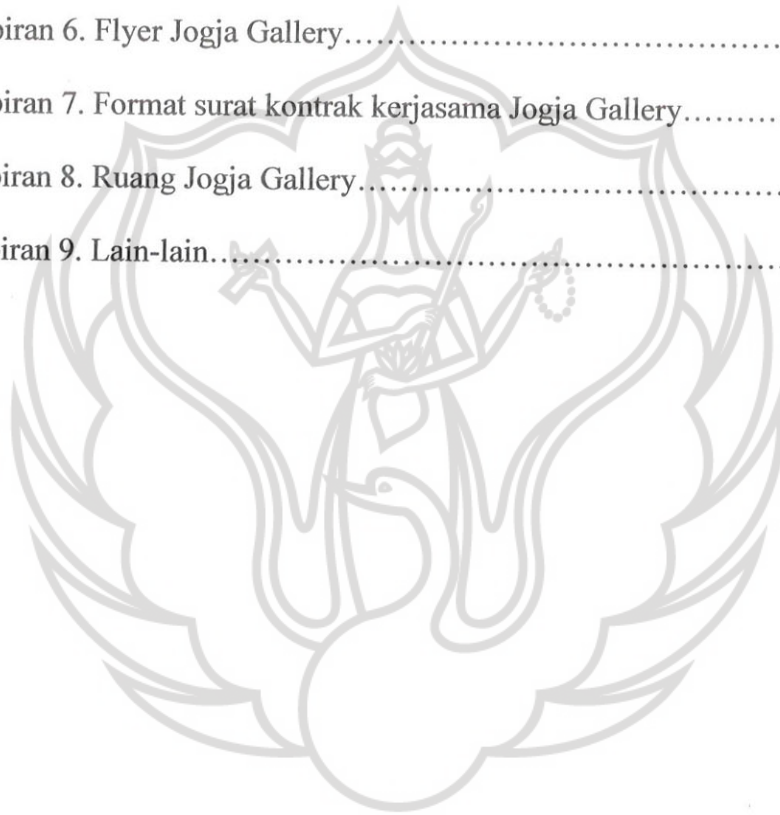 piran 6. Flyer Jogja Gallery......................................
piran 7. Format surat kontrak kerjasama Jogja Gallery.........
piran 8. Ruang Jogja Gallery.....................................
iran 9. Lain-lain..................................................